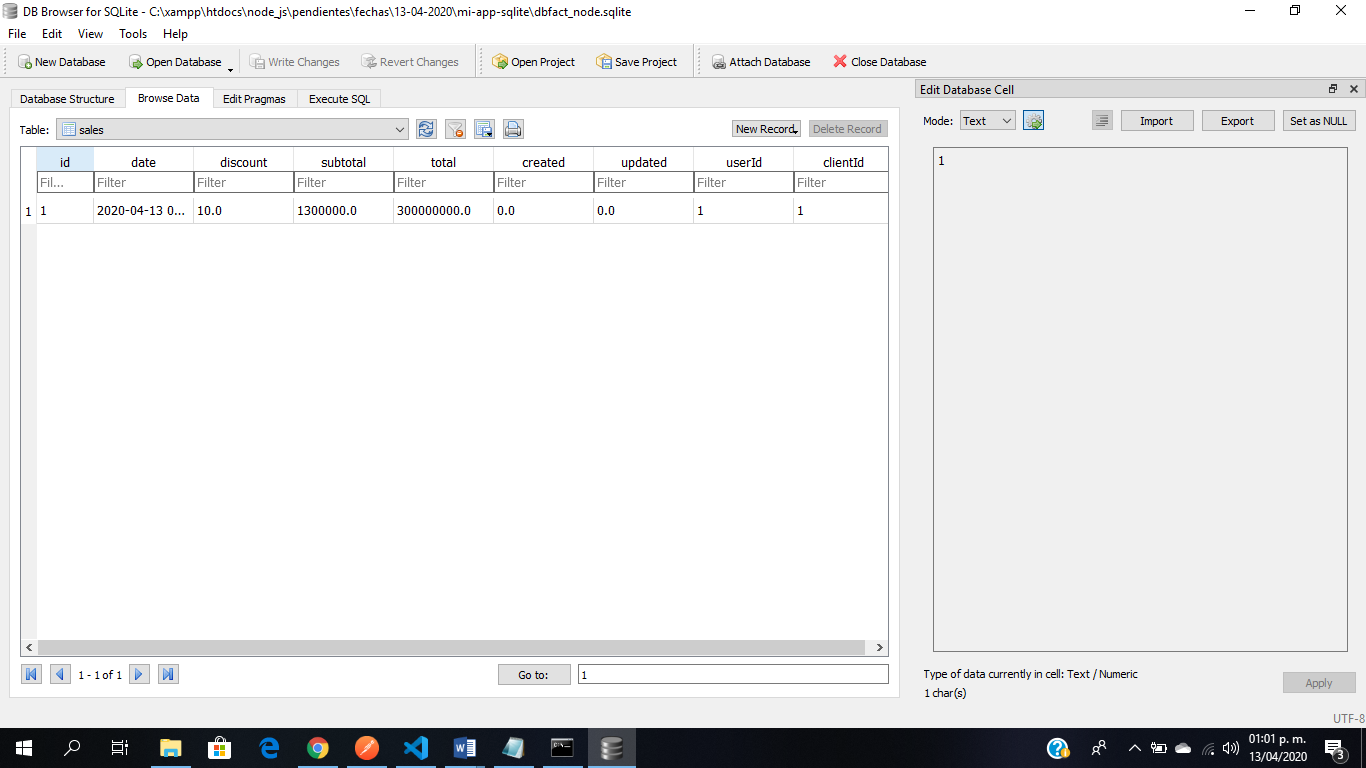 DB Browser for SQLite - C:\xampp\htdocs\node_js\pendientes\fechas\13-04-2020\mi-app-sqlite\dbfact_node.sqlite
File Edit View Tools Help
New Database Open Database Write Changes Revert Changes Open Project Save Project Attach Database Close Database
Database Structure Browse Data Edit Pragmas Execute SQL
Table: sales New Record Delete Record
id date discount subtotal total created updated userId clientId
Fil... Filter Filter Filter Filter Filter Filter Filter Filter
1 1 2020-04-13 0... 10.0 1300000.0 300000000.0 0.0 0.0 1 1
1 - 1 of 1 Go to: 1
Edit Database Cell
Mode: Text Import Export Set as NULL
1
Type of data currently in cell: Text / Numeric
1 char(s)
Apply
UTF-8
01:01 p. m.
13/04/2020
3